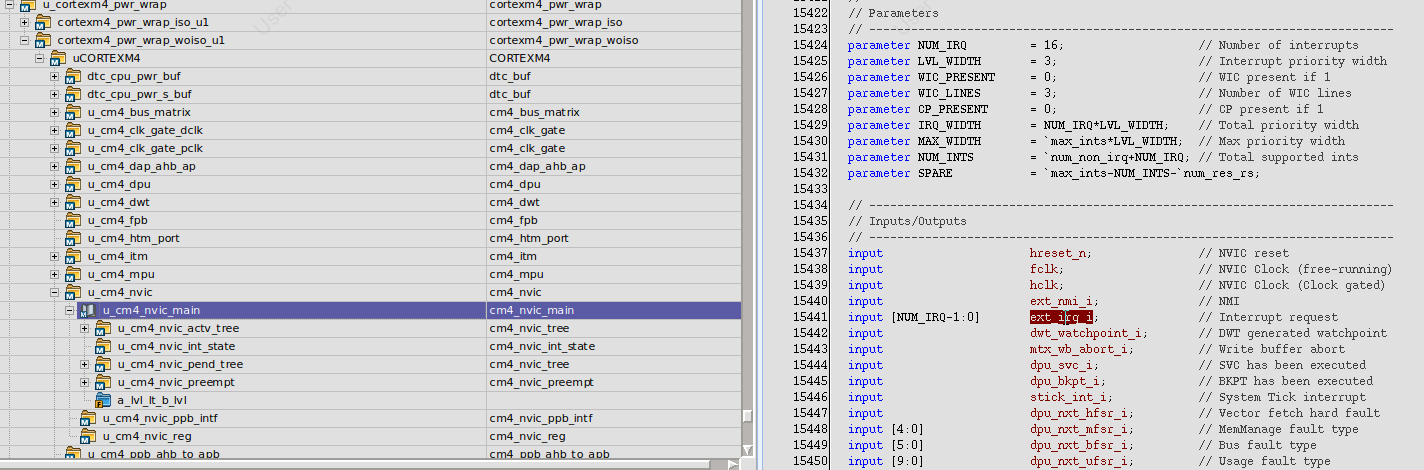 u_cortexm4_pwr_wrap cortexm4_pwr_wrap
cortexm4_pwr_wrap_iso_u1 cortexm4_pwr_wrap_iso
cortexm4_pwr_wrap_woiso_u1 cortexm4_pwr_wrap_woiso
uCORTEXM4 CORTEXM4
dtc_cpu_pwr_buf dtc_buf
dtc_cpu_pwr_s_buf dtc_buf
u_cm4_bus_matrix cm4_bus_matrix
u_cm4_clk_gate_dclk cm4_clk_gate
u_cm4_clk_gate_pclk cm4_clk_gate
u_cm4_dap_ahb_ap cm4_dap_ahb_ap
u_cm4_dpu cm4_dpu
u_cm4_dwt cm4_dwt
u_cm4_fpb cm4_fpb
u_cm4_htm_port cm4_htm_port
u_cm4_itm cm4_itm
u_cm4_mpu cm4_mpu
u_cm4_nvic cm4_nvic
u_cm4_nvic_main cm4_nvic_main
u_cm4_nvic_actv_tree cm4_nvic_tree
u_cm4_nvic_int_state cm4_nvic_int_state
u_cm4_nvic_pend_tree cm4_nvic_tree
u_cm4_nvic_preempt cm4_nvic_preempt
a_lvl_lt_b_lvl
u_cm4_nvic_ppb_intf cm4_nvic_ppb_intf
u_cm4_nvic_reg cm4_nvic_reg
u_cm4_ppb_ahb_to_apb cm4_ppb_ahb_to_apb
User
15422 // Parameters
15423 // ---------------------------------------------------------------------------
15424 parameter NUM_IRQ = 16; // Number of interrupts
15425 parameter LVL_WIDTH = 3; // Interrupt priority width
15426 parameter WIC_PRESENT = 0; // WIC present if 1
15427 parameter WIC_LINES = 3; // Number of WIC lines
15428 parameter CP_PRESENT = 0; // CP present if 1
15429 parameter IRQ_WIDTH = NUM_IRQ*LVL_WIDTH; // Total priority width
15430 parameter MAX_WIDTH = `max_ints*LVL_WIDTH; // Max priority width
15431 parameter NUM_INTS = `num_non_irq+NUM_IRQ; // Total supported ints
15432 parameter SPARE = `max_ints-NUM_INTS-`num_res_rs;
15433
15434 // ---------------------------------------------------------------------------
15435 // Inputs/Outputs
15436 // ---------------------------------------------------------------------------
15437 input hreset_n; // NVIC reset
15438 input fclk; // NVIC Clock (free-running)
15439 input hclk; // NVIC Clock (Clock gated)
15440 input ext_nmi_i; // NMI
15441 input [NUM_IRQ-1:0] ext_irq_i; // Interrupt request
15442 input dwt_watchpoint_i; // DWT generated watchpoint
15443 input mtx_wb_abort_i; // Write buffer abort
15444 input dpu_svc_i; // SVC has been executed
15445 input dpu_bkpt_i; // BKPT has been executed
15446 input stick_int_i; // System Tick interrupt
15447 input dpu_nxt_hfsr_i; // Vector fetch hard fault
15448 input [4:0] dpu_nxt_mfsr_i; // MemManage fault type
15449 input [5:0] dpu_nxt_bfsr_i; // Bus fault type
15450 input [9:0] dpu_nxt_ufsr_i; // Usage fault type